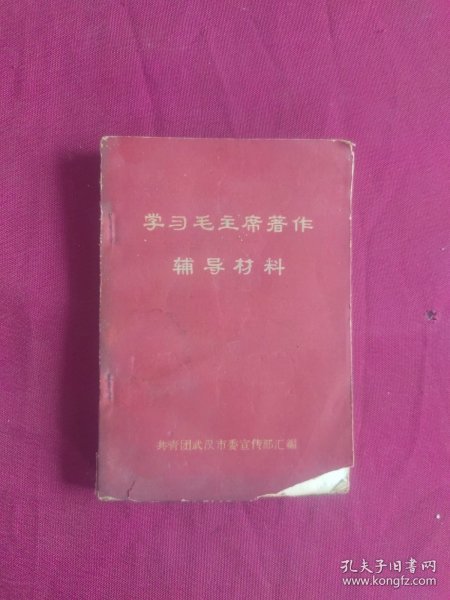 学习毛主席著作
辅导材料
共青团武汉市委宣传部汇编
孔夫子旧书网
www.kongfz.com